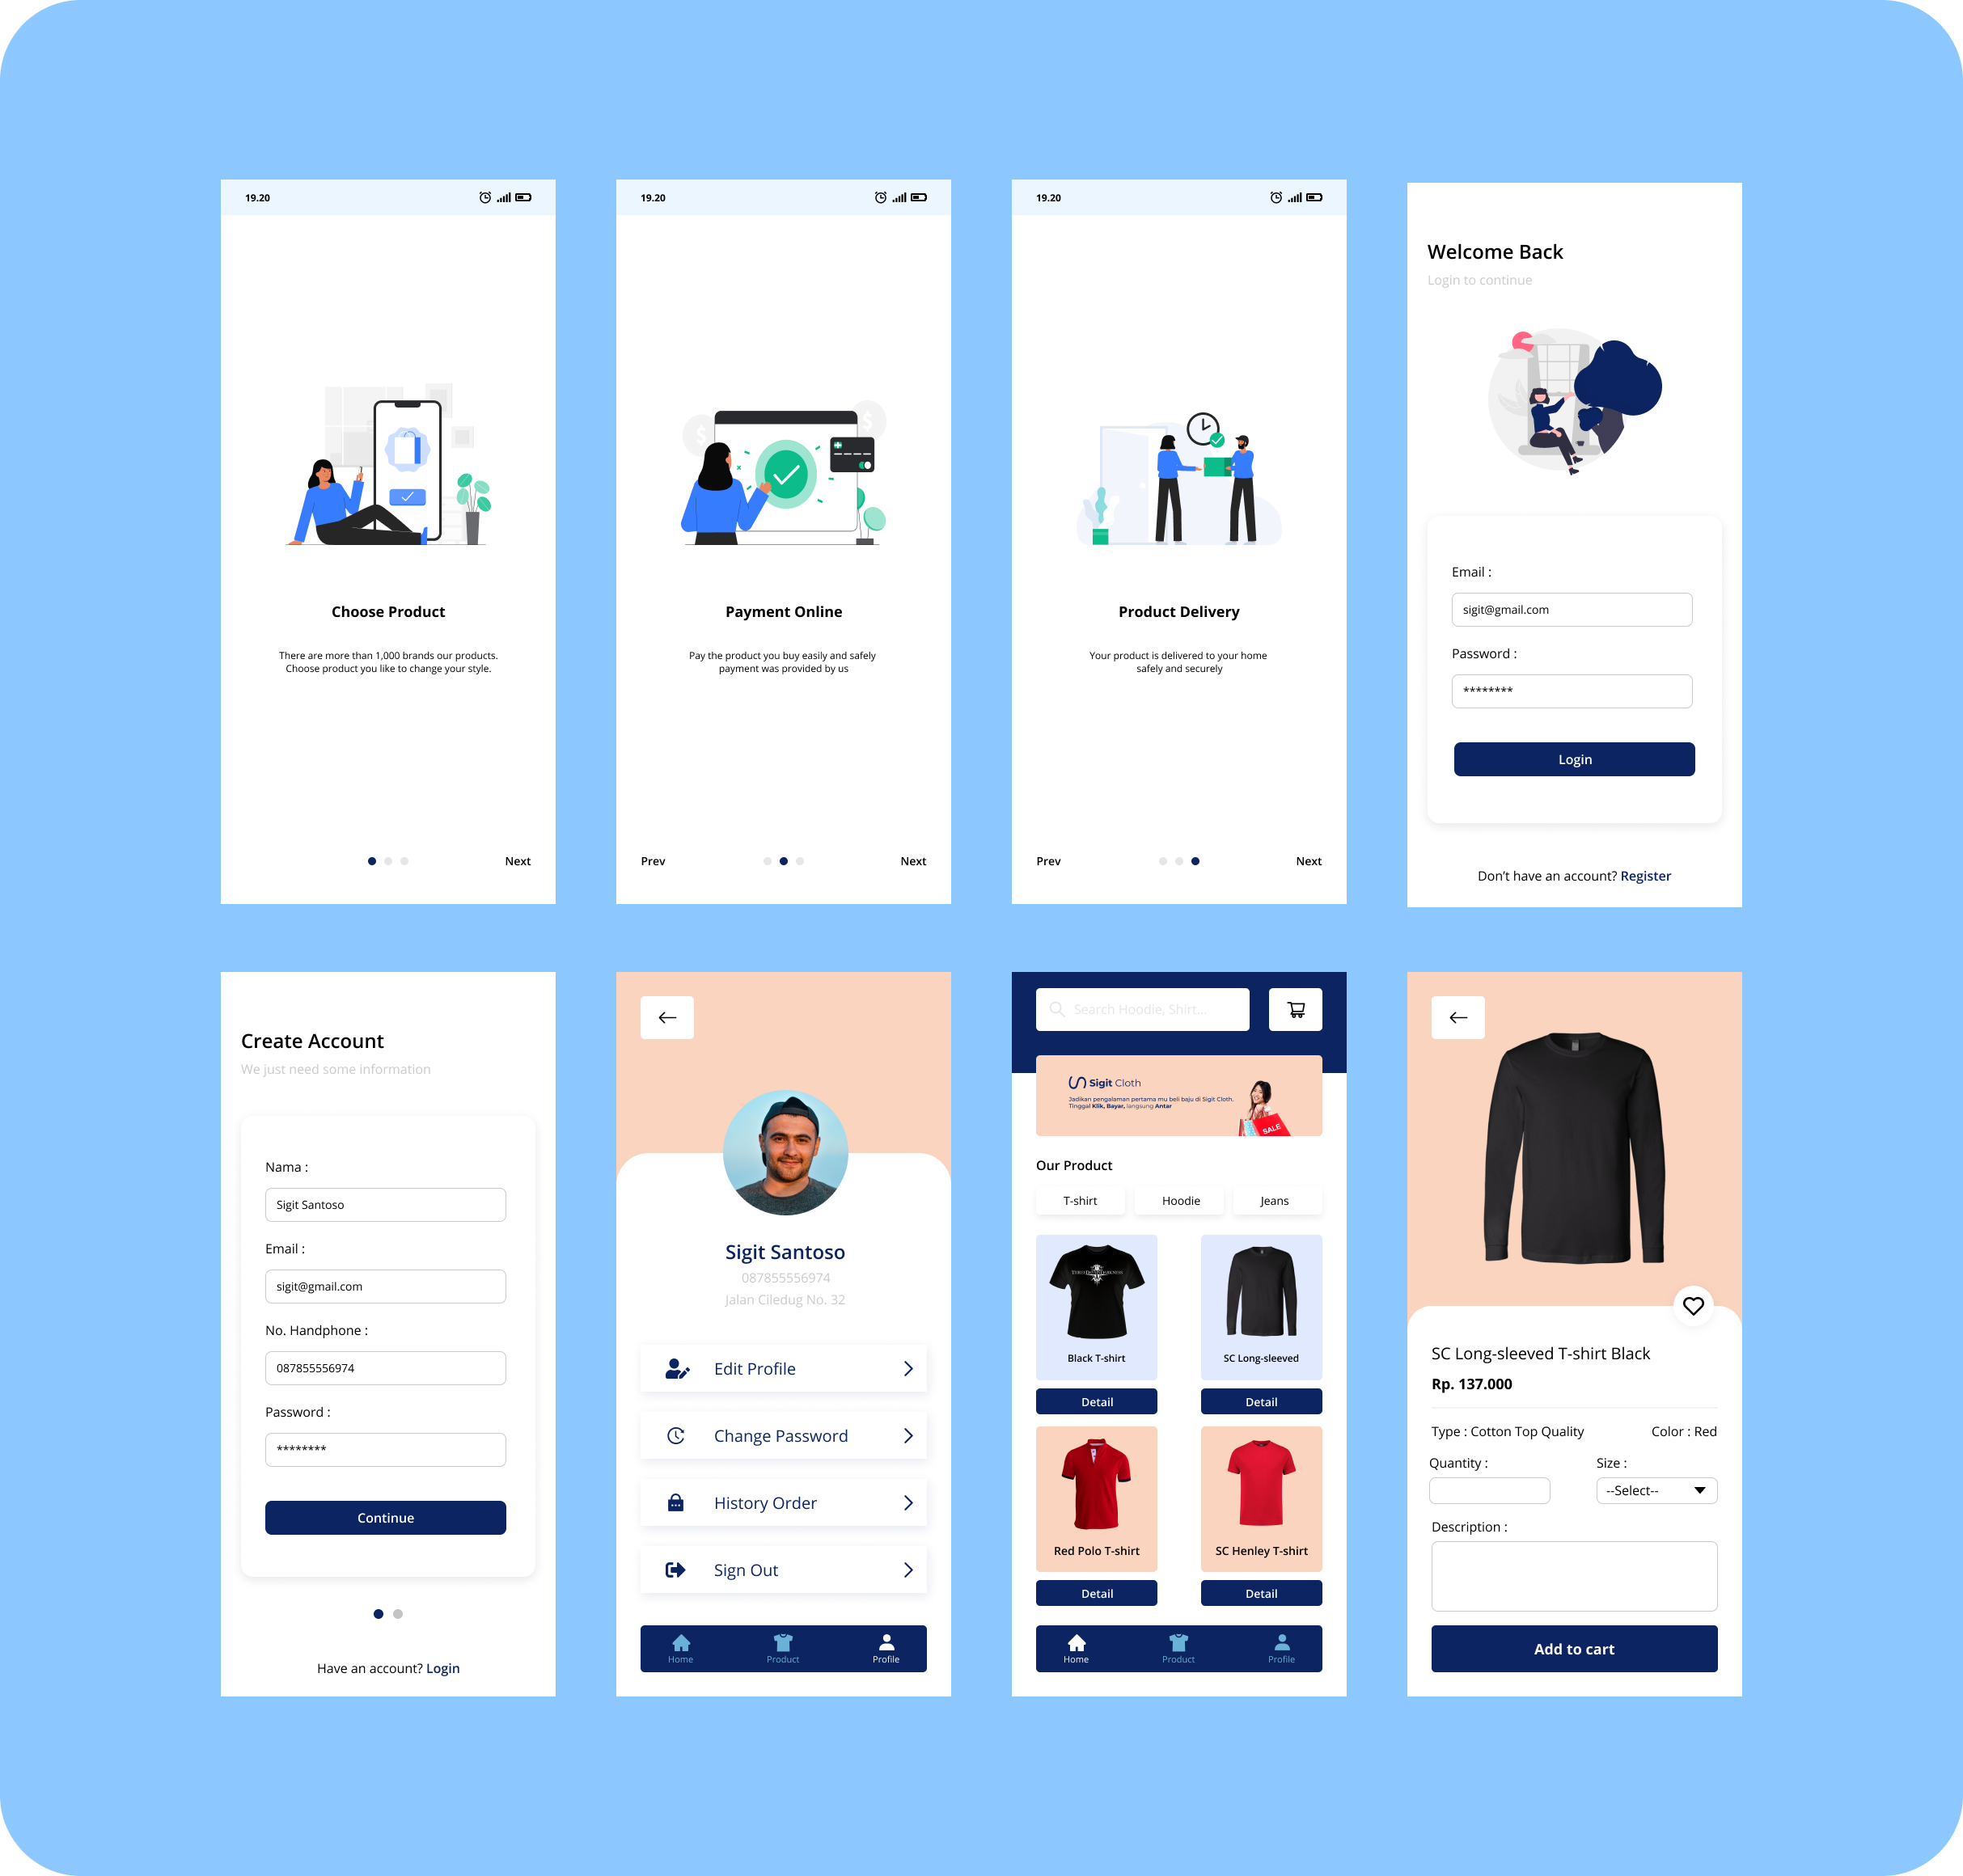 19.20
Choose Product
There are more than 1,000 brands our products.
Choose product you like to change your style.
Next
19.20
Payment Online
Pay the product you buy easily and safely
payment was provided by us
Prev
Next
19.20
Product Delivery
Your product is delivered to your home
safely and securely
Prev
Next
Welcome Back
Login to continue
Email :
sigit@gmail.com
Password :
********
Login
Don't have an account? Register
Create Account
We just need some information
Nama :
Sigit Santoso
Email :
sigit@gmail.com
No. Handphone :
087855556974
Password :
********
Continue
Have an account? Login
Sigit Santoso
087855556974
Jalan Ciledug No. 32
Edit Profile
Change Password
History Order
Sign Out
Home
Product
Profile
Search Hoodie, Shirt...
Sigit Cloth
Jadikan pengalaman pertama mu beli baju di Sigit Cloth.
Tinggal Klik, Bayar, langsung Antar
SALE
Our Product
T-shirt
Hoodie
Jeans
Black T-shirt
SC Long-sleeved
Detail
Detail
Red Polo T-shirt
SC Henley T-shirt
Detail
Detail
Home
Product
Profile
SC Long-sleeved T-shirt Black
Rp. 137.000
Type : Cotton Top Quality
Color : Red
Quantity :
Size :
--Select--
Description :
Add to cart